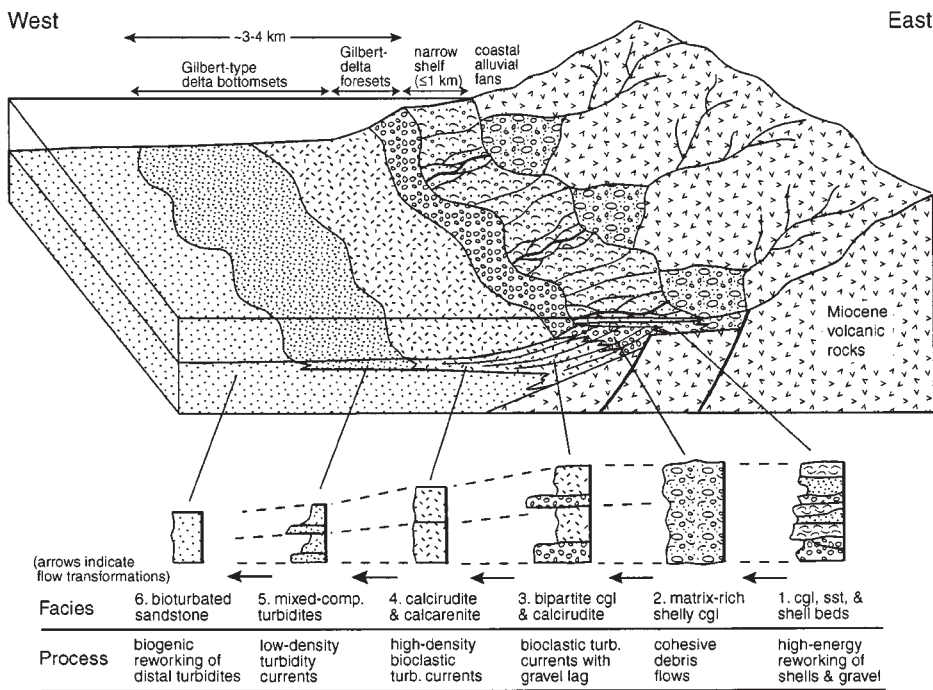 West
East
~3-4 km
Gilbert-type
delta bottomsets
Gilbert-
delta
foresets
narrow
shelf
(≤1 km)
coastal
alluvial
fans
Miocene
volcanic
rocks
(arrows indicate
flow transformations)
Facies
6. bioturbated
sandstone
5. mixed-comp.
turbidites
4. calcirudite
& calcarenite
3. bipartite cgl
& calcirudite
2. matrix-rich
shelly cgl
1. cgl, sst, &
shell beds
Process
biogenic
reworking of
distal turbidites
low-density
turbidity
currents
high-density
bioclastic
turb. currents
bioclastic turb.
currents with
gravel lag
cohesive
debris
flows
high-energy
reworking of
shells & gravel